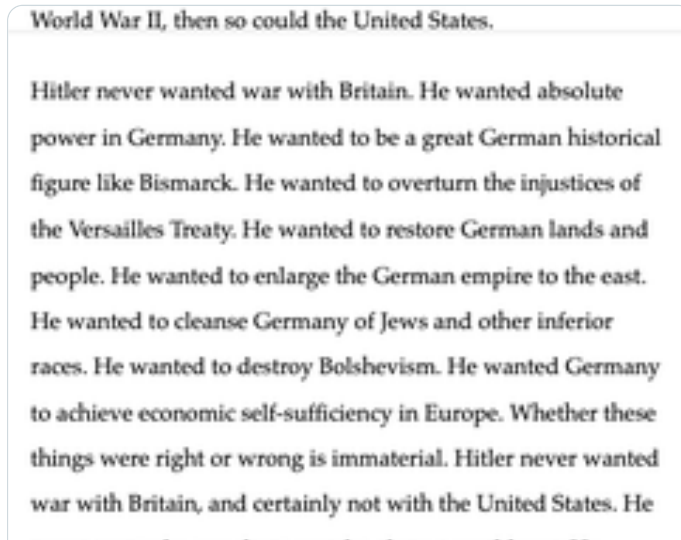 World War II, then so could the United States.
Hitler never wanted war with Britain. He wanted absolute
power in Germany. He wanted to be a great German historical
figure like Bismarck. He wanted to overturn the injustices of
the Versailles Treaty. He wanted to restore German lands and
people. He wanted to enlarge the German empire to the east.
He wanted to cleanse Germany of Jews and other inferior
races. He wanted to destroy Bolshevism. He wanted Germany
to achieve economic self-sufficiency in Europe. Whether these
things were right or wrong is immaterial. Hitler never wanted
war with Britain, and certainly not with the United States. He